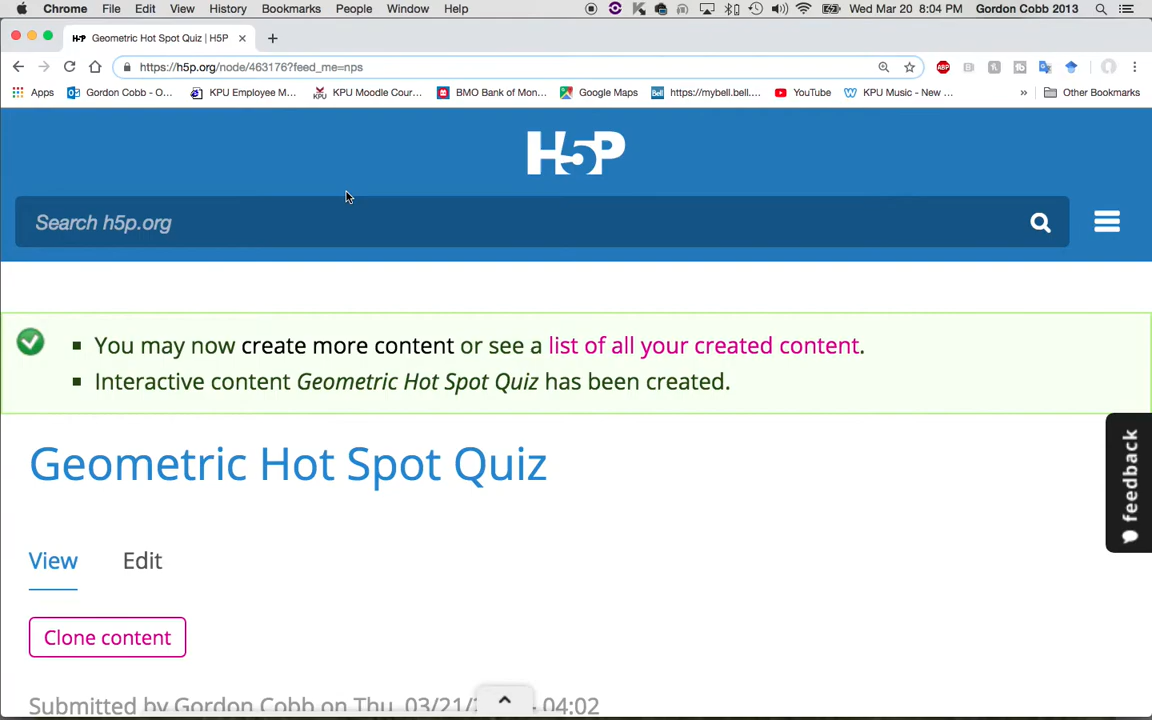 Chrome File Edit View History Bookmarks People Window Help Wed Mar 20 8:04 PM Gordon Cobb 2013
H5P Geometric Hot Spot Quiz | H5P
https://h5p.org/node/463176?feed_me=nps ABP
Apps Gordon Cobb - O... KPU Employee M... KPU Moodle Cour... BMO Bank of Mon... Google Maps https://mybell.bell.... YouTube KPU Music - New ... » Other Bookmarks
H5P
Search h5p.org
You may now create more content or see a list of all your created content.
Interactive content Geometric Hot Spot Quiz has been created.
feedback
Geometric Hot Spot Quiz
View Edit
Clone content
Submitted by Gordon Cobb on Thu, 03/21/ - 04:02